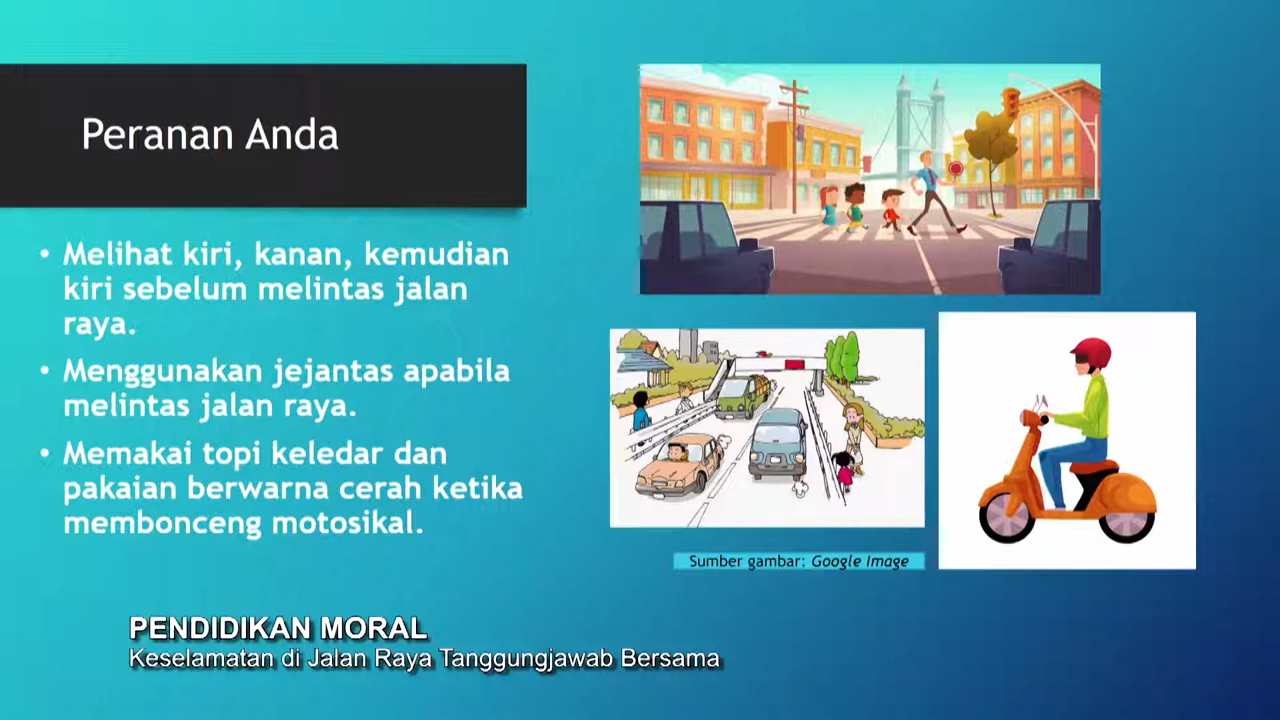 Peranan Anda
• Melihat kiri, kanan, kemudian
kiri sebelum melintas jalan
raya.
• Menggunakan jejantas apabila
melintas jalan raya.
• Memakai topi keledar dan
pakaian berwarna cerah ketika
membonceng motosikal.
Sumber gambar: Google Image
PENDIDIKAN MORAL
Keselamatan di Jalan Raya Tanggungjawab Bersama